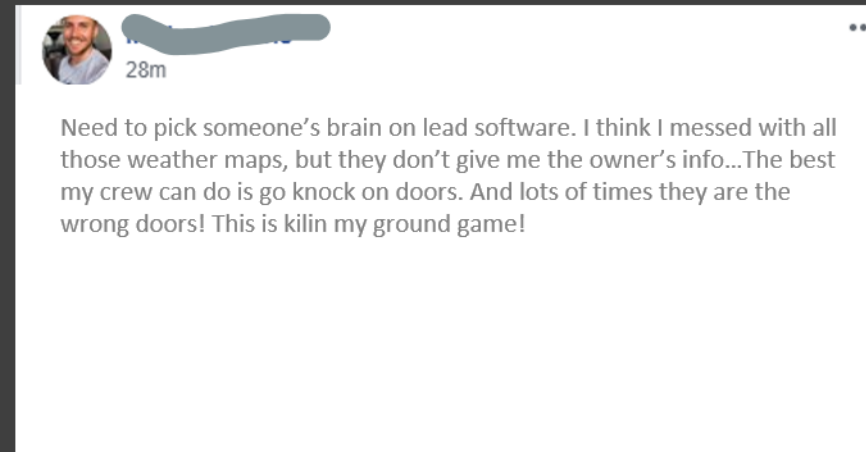 28m
Need to pick someone’s brain on lead software. I think I messed with all
those weather maps, but they don’t give me the owner’s info...The best
my crew can do is go knock on doors. And lots of times they are the
wrong doors! This is kilin my ground game!